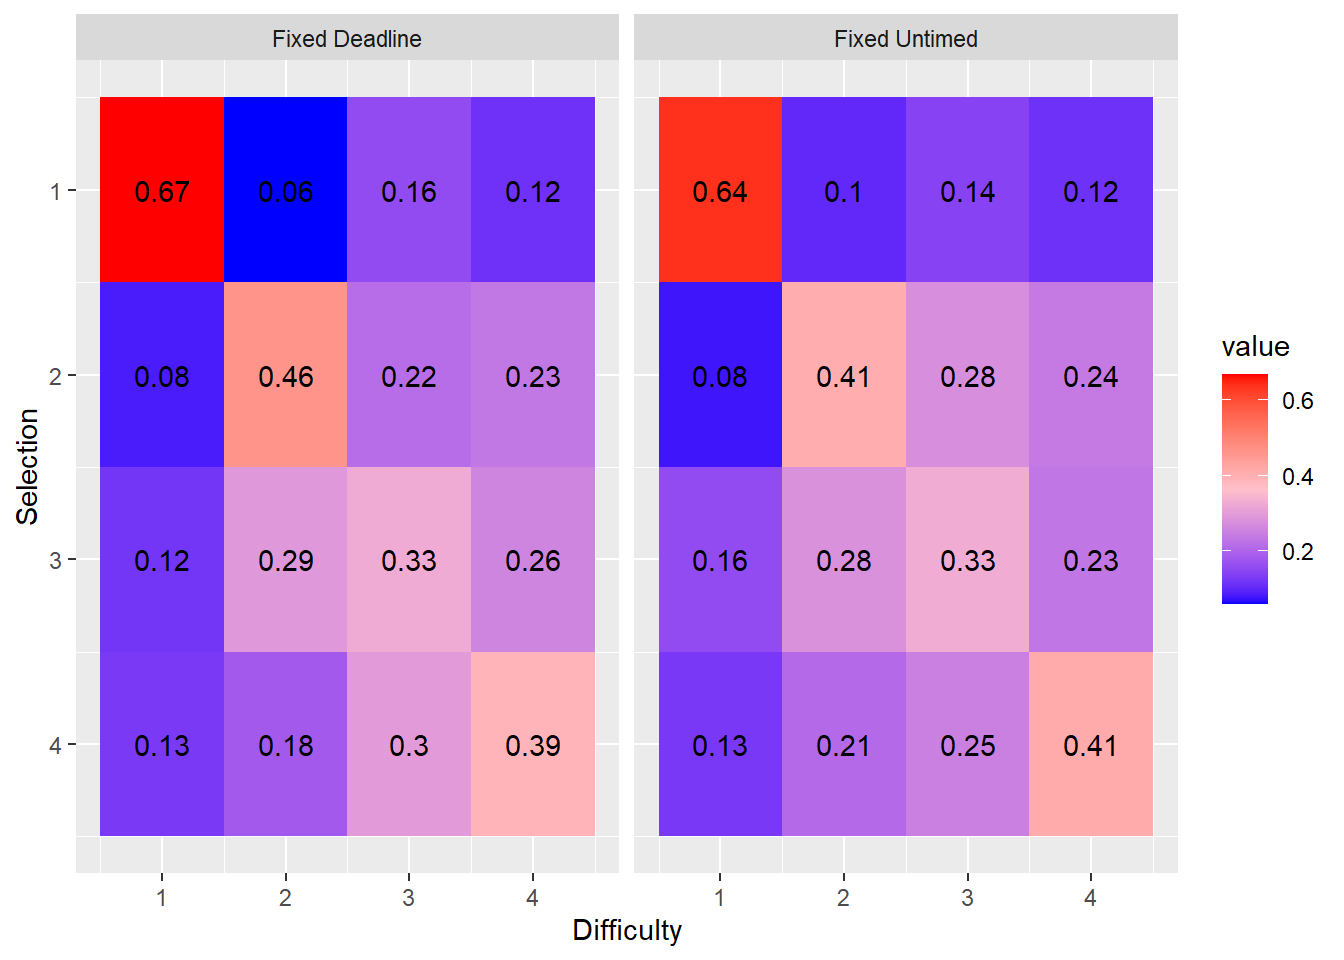 Fixed Deadline Fixed Untimed
1 0.67 0.06 0.16 0.12 0.64 0.1 0.14 0.12
2 0.08 0.46 0.22 0.23 0.08 0.41 0.28 0.24
3 0.12 0.29 0.33 0.26 0.16 0.28 0.33 0.23
4 0.13 0.18 0.3 0.39 0.13 0.21 0.25 0.41
1 2 3 4 1 2 3 4
Difficulty
Selection
value
0.6
0.4
0.2